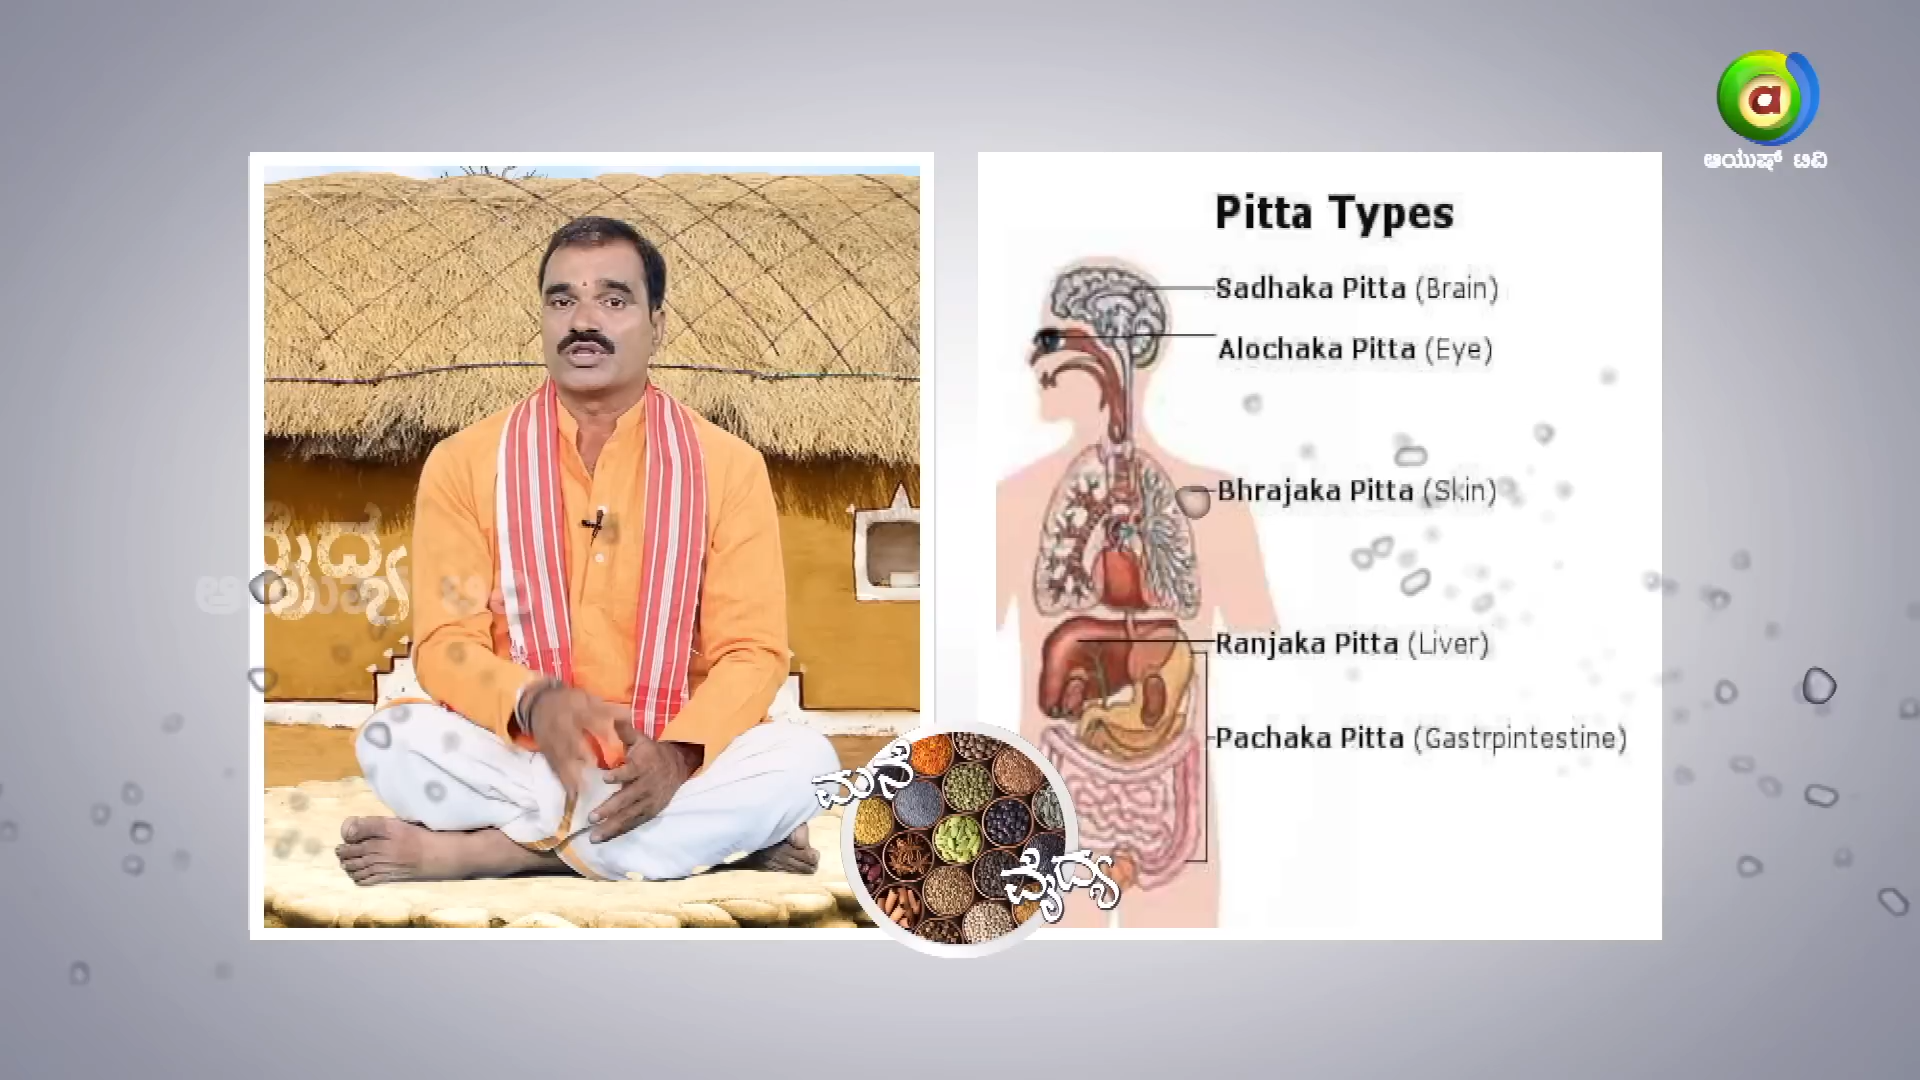 a
ಆಯುಷ್ ಟಿವಿ
Pitta Types
Sadhaka Pitta (Brain)
Alochaka Pitta (Eye)
Bhrajaka Pitta (Skin)
Ranjaka Pitta (Liver)
Pachaka Pitta (Gastrpintestine)
ವೈದ್ಯ
ಆಯುಷ್ ಟಿವಿ
ಮನೆ
ವೈದ್ಯ